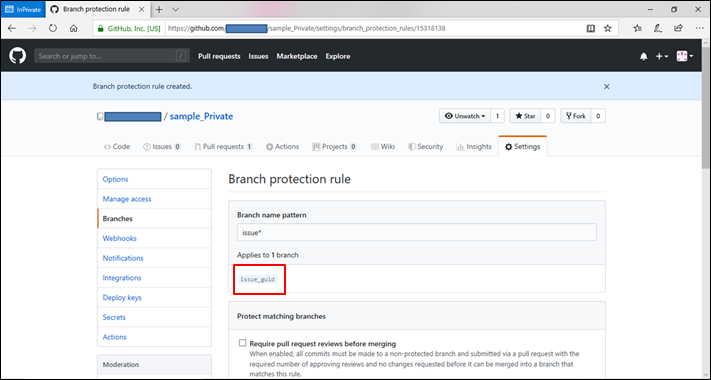 InPrivate
Branch protection rule
GitHub, Inc. [US]
https://github.com/
/sample_Private/settings/branch_protection_rules/15318138
Search or jump to...
/
Pull requests
Issues
Marketplace
Explore
Branch protection rule created.
/ sample_Private
Unwatch
1
Star
0
Fork
0
Code
Issues 0
Pull requests 1
Actions
Projects 0
Wiki
Security
Insights
Settings
Options
Manage access
Branches
Webhooks
Notifications
Integrations
Deploy keys
Secrets
Actions
Moderation
Branch protection rule
Branch name pattern
issue*
Applies to 1 branch
issue_guid
Protect matching branches
Require pull request reviews before merging
When enabled, all commits must be made to a non-protected branch and submitted via a pull request with the
required number of approving reviews and no changes requested before it can be merged into a branch that
matches this rule.